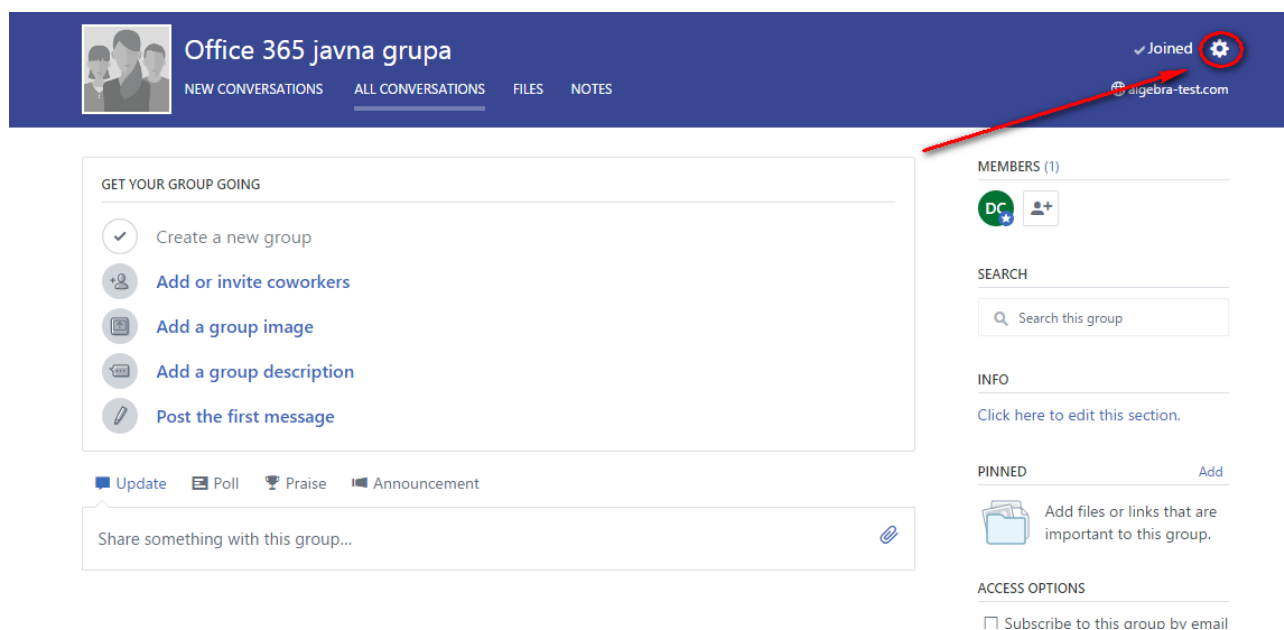 Office 365 javna grupa
Joined
NEW CONVERSATIONS ALL CONVERSATIONS FILES NOTES
algebra-test.com
GET YOUR GROUP GOING
Create a new group
Add or invite coworkers
Add a group image
Add a group description
Post the first message
Update Poll Praise Announcement
Share something with this group...
MEMBERS (1)
DC
SEARCH
Search this group
INFO
Click here to edit this section.
PINNED Add
Add files or links that are
important to this group.
ACCESS OPTIONS
Subscribe to this group by email